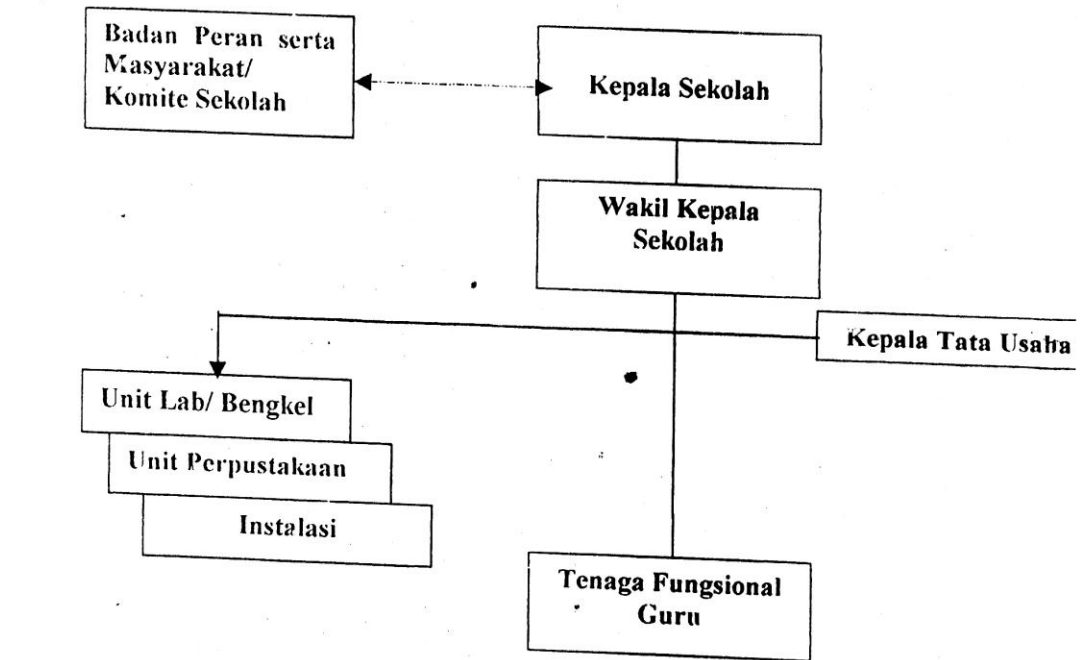 Badan Peran serta
Masyarakat/
Komite Sekolah
Kepala Sekolah
Wakil Kepala
Sekolah
Kepala Tata Usaha
Unit Lab/ Bengkel
Unit Perpustakaan
Instalasi
Tenaga Fungsional
Guru